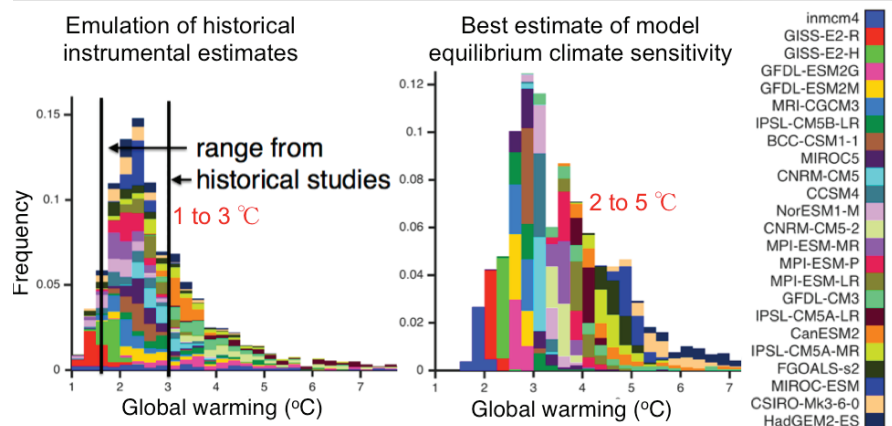 Emulation of historical
instrumental estimates
Best estimate of model
equilibrium climate sensitivity
0.15
0.1
0.05
0
Frequency
range from
historical studies
1 to 3 ℃
1 2 3 4 5 6 7
Global warming (ºC)
0.12
0.1
0.08
0.06
0.04
0.02
0
2 to 5 ℃
1 2 3 4 5 6 7
Global warming (ºC)
inmcm4
GISS-E2-R
GISS-E2-H
GFDL-ESM2G
GFDL-ESM2M
MRI-CGCM3
IPSL-CM5B-LR
BCC-CSM1-1
MIROC5
CNRM-CM5
CCSM4
NorESM1-M
CNRM-CM5-2
MPI-ESM-MR
MPI-ESM-P
MPI-ESM-LR
GFDL-CM3
IPSL-CM5A-LR
CanESM2
IPSL-CM5A-MR
FGOALS-s2
MIROC-ESM
CSIRO-Mk3-6-0
HadGEM2-ES